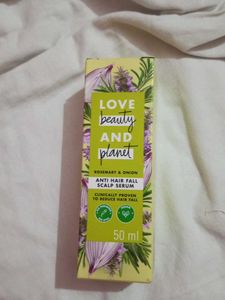 LOVE
beauty
AND
planet
ROSEMARY & ONION
ANTI HAIR FALL
SCALP SERUM
CLINICALLY PROVEN
TO REDUCE HAIR FALL
50 ml